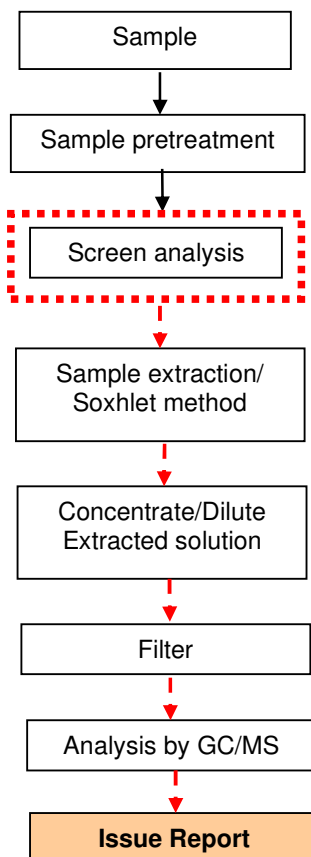 Sample
Sample pretreatment
Screen analysis
Sample extraction/
Soxhlet method
Concentrate/Dilute
Extracted solution
Filter
Analysis by GC/MS
Issue Report